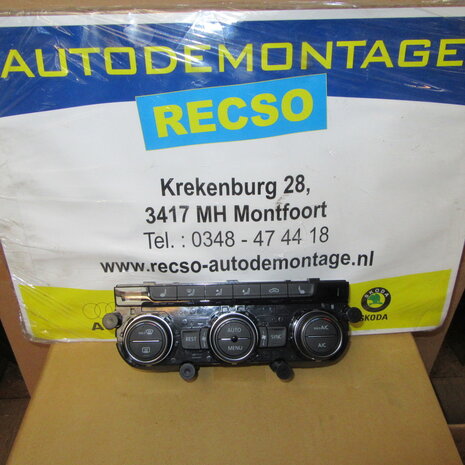 AUTODEMONTAGE
RECSO
Krekenburg 28,
3417 MH Montfoort
Tel. : 0348 - 47 44 18
www.recso-autodemontage.nl
SKODA
AUTO
REST
SYNC
MENU
A/C